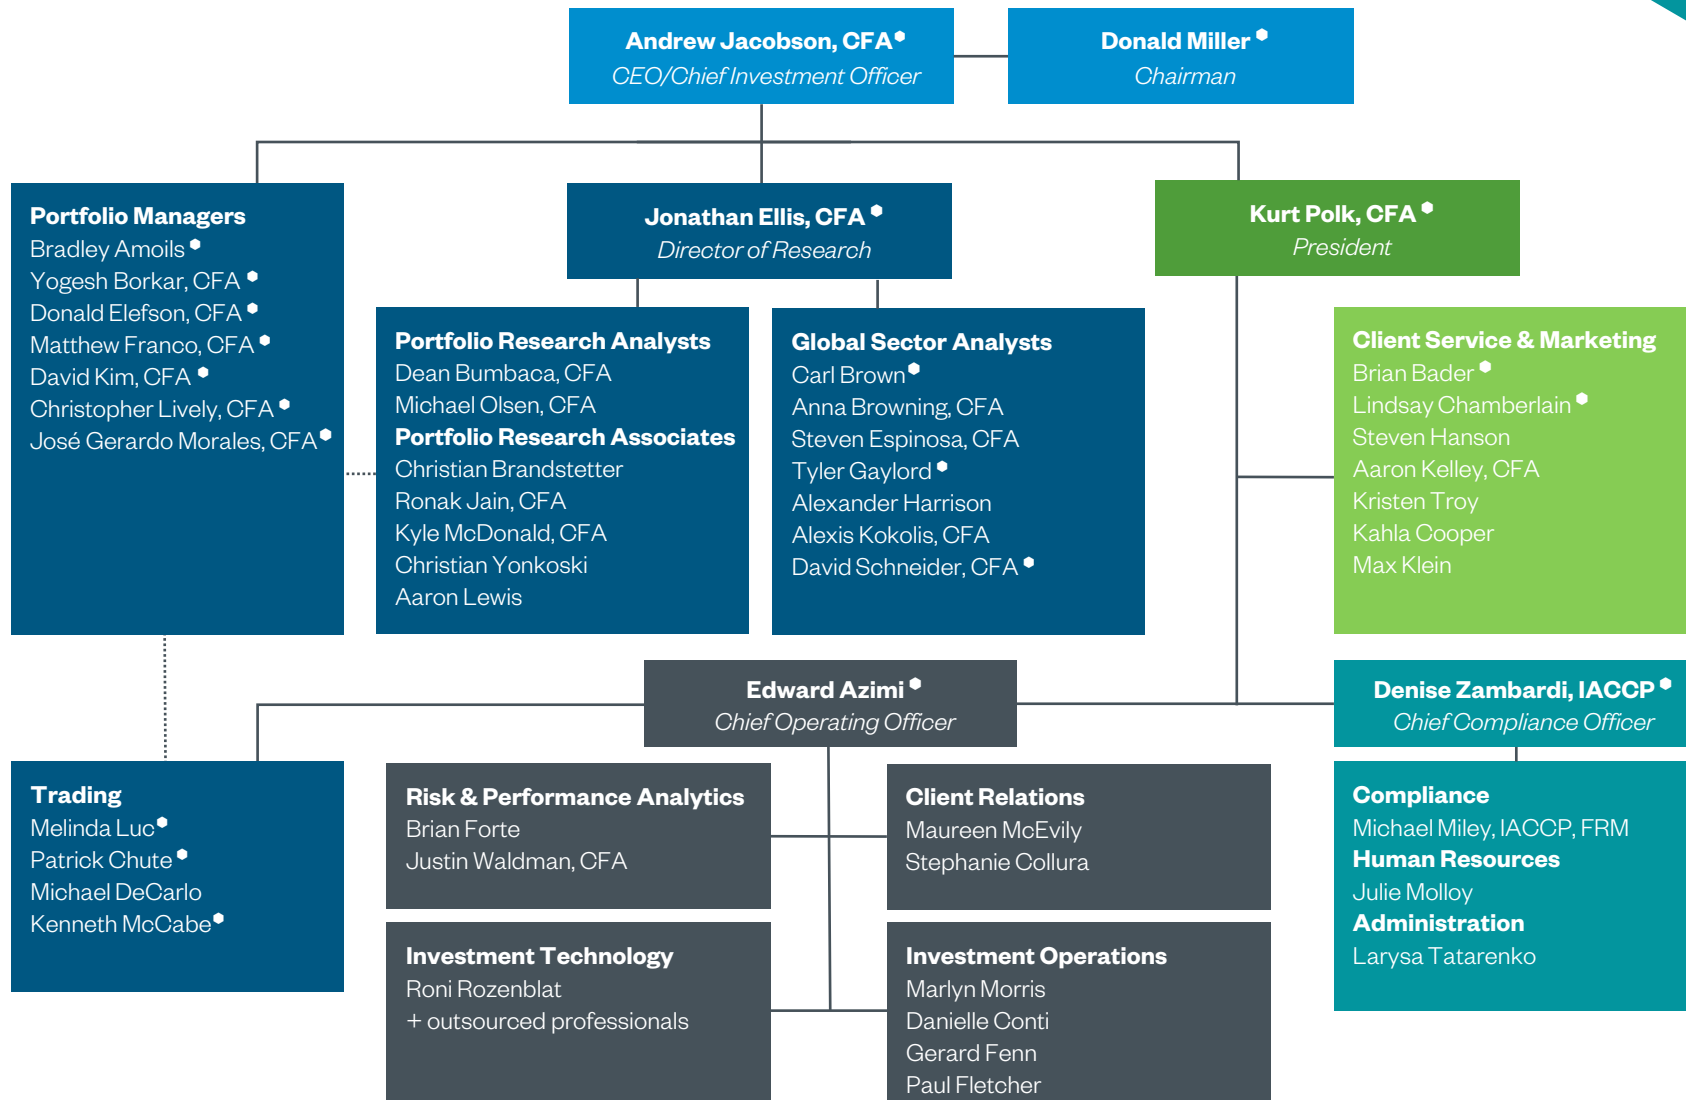 Andrew Jacobson, CFA
CEO/Chief Investment Officer
Donald Miller
Chairman
Portfolio Managers
Bradley Amoils
Yogesh Borkar, CFA
Donald Elefson, CFA
Matthew Franco, CFA
David Kim, CFA
Christopher Lively, CFA
José Gerardo Morales, CFA
Jonathan Ellis, CFA
Director of Research
Kurt Polk, CFA
President
Portfolio Research Analysts
Dean Bumbaca, CFA
Michael Olsen, CFA
Portfolio Research Associates
Christian Brandstetter
Ronak Jain, CFA
Kyle McDonald, CFA
Christian Yonkoski
Aaron Lewis
Global Sector Analysts
Carl Brown
Anna Browning, CFA
Steven Espinosa, CFA
Tyler Gaylord
Alexander Harrison
Alexis Kokolis, CFA
David Schneider, CFA
Client Service & Marketing
Brian Bader
Lindsay Chamberlain
Steven Hanson
Aaron Kelley, CFA
Kristen Troy
Kahla Cooper
Max Klein
Edward Azimi
Chief Operating Officer
Denise Zambardi, IACCP
Chief Compliance Officer
Trading
Melinda Luc
Patrick Chute
Michael DeCarlo
Kenneth McCabe
Risk & Performance Analytics
Brian Forte
Justin Waldman, CFA
Client Relations
Maureen McEvily
Stephanie Collura
Compliance
Michael Miley, IACCP, FRM
Human Resources
Julie Molloy
Administration
Larysa Tatarenko
Investment Technology
Roni Rozenblat
+ outsourced professionals
Investment Operations
Marlyn Morris
Danielle Conti
Gerard Fenn
Paul Fletcher